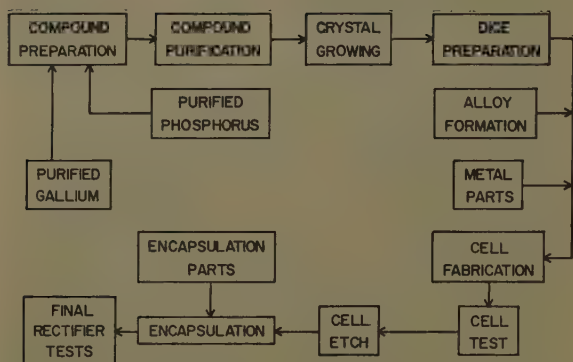 COMPOUND
PREPARATION
COMPOUND
PURIFICATION
CRYSTAL
GROWING
DICE
PREPARATION
PURIFIED
PHOSPHORUS
ALLOY
FORMATION
PURIFIED
GALLIUM
METAL
PARTS
ENCAPSULATION
PARTS
CELL
FABRICATION
FINAL
RECTIFIER
TESTS
ENCAPSULATION
CELL
ETCH
CELL
TEST